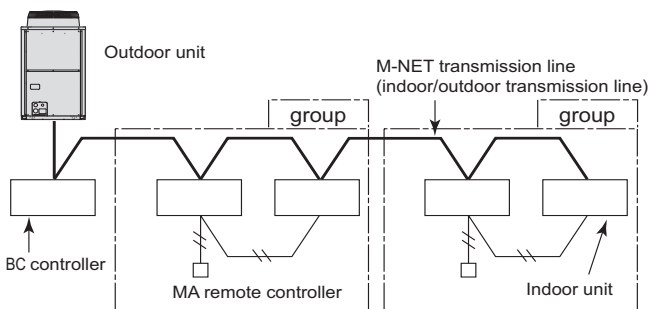 Outdoor unit
M-NET transmission line
(indoor/outdoor transmission line)
group
group
BC controller
MA remote controller
Indoor unit